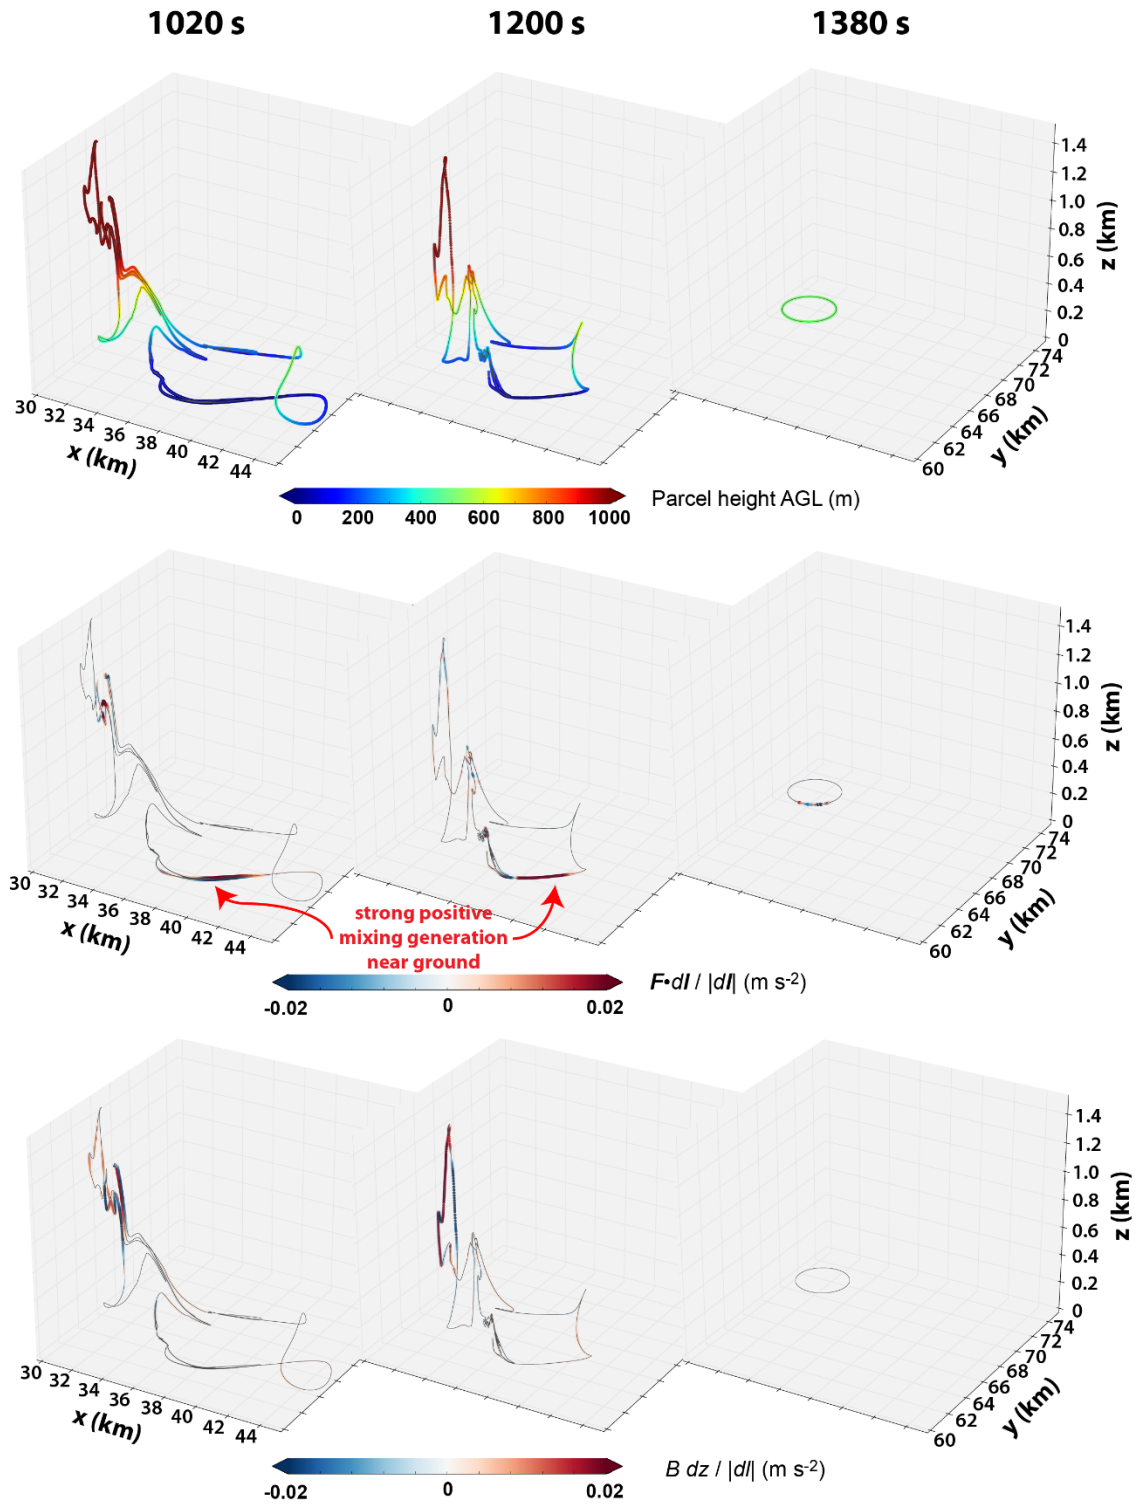 1020 s 1200 s 1380 s
1.4
1.2
1.0
0.8
0.6
0.4
0.2
0
z (km)
30 32 34 36 38 40 42 44
x (km)
74
72
70
68
66
64
62
60
y (km)
0 200 400 600 800 1000
Parcel height AGL (m)
1.4
1.2
1.0
0.8
0.6
0.4
0.2
0
z (km)
30 32 34 36 38 40 42 44
x (km)
74
72
70
68
66
64
62
60
y (km)
strong positive
mixing generation
near ground
-0.02 0 0.02
F•dl / |dl| (m s-2)
1.4
1.2
1.0
0.8
0.6
0.4
0.2
0
z (km)
30 32 34 36 38 40 42 44
x (km)
74
72
70
68
66
64
62
60
y (km)
-0.02 0 0.02
B dz / |dl| (m s-2)